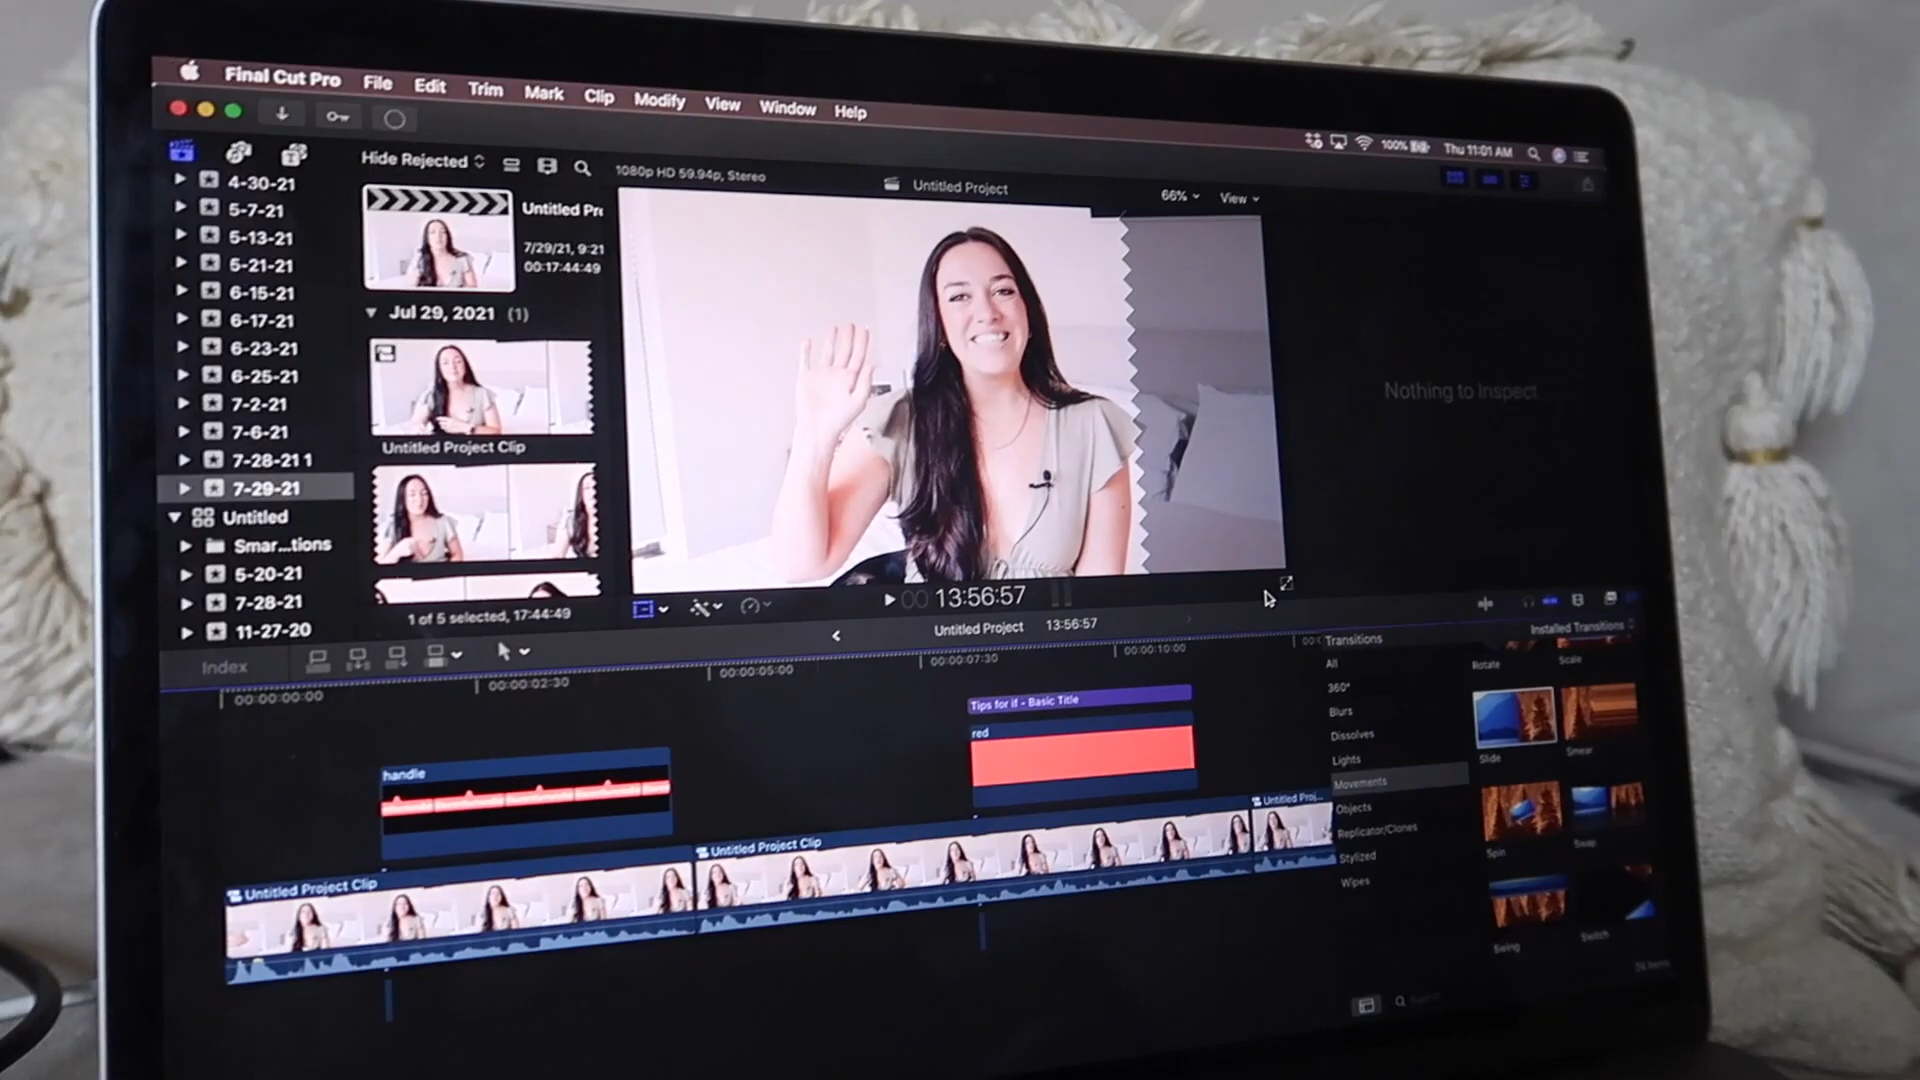 Final Cut Pro File Edit Trim Mark Clip Modify View Window Help
100% Thu 11:01 AM
4-30-21
5-7-21
5-13-21
5-21-21
6-15-21
6-17-21
6-23-21
6-25-21
7-2-21
7-6-21
7-28-21 1
7-29-21
Untitled
Smar...tions
5-20-21
7-28-21
11-27-20
Hide Rejected
Untitled Pr
7/29/21, 9:21
00:17:44:49
Jul 29, 2021 (1)
Untitled Project Clip
1 of 5 selected, 17:44:49
1080p HD 59.94p, Stereo
Untitled Project
66%
View
00 13:56:57
Nothing to Inspect
Index
Untitled Project 13:56:57
00:00:00:00
00:00:02:30
00:00:05:00
00:00:07:30
00:00:10:00
00:
Tips for if - Basic Title
red
handle
Untitled Project Clip
Untitled Project Clip
Untitled Proj...
Transitions
All
360°
Blurs
Dissolves
Lights
Movements
Objects
Replicator/Clones
Stylized
Wipes
Installed Transitions
Rotate
Scale
Slide
Smear
Spin
Swap
Swing
Switch